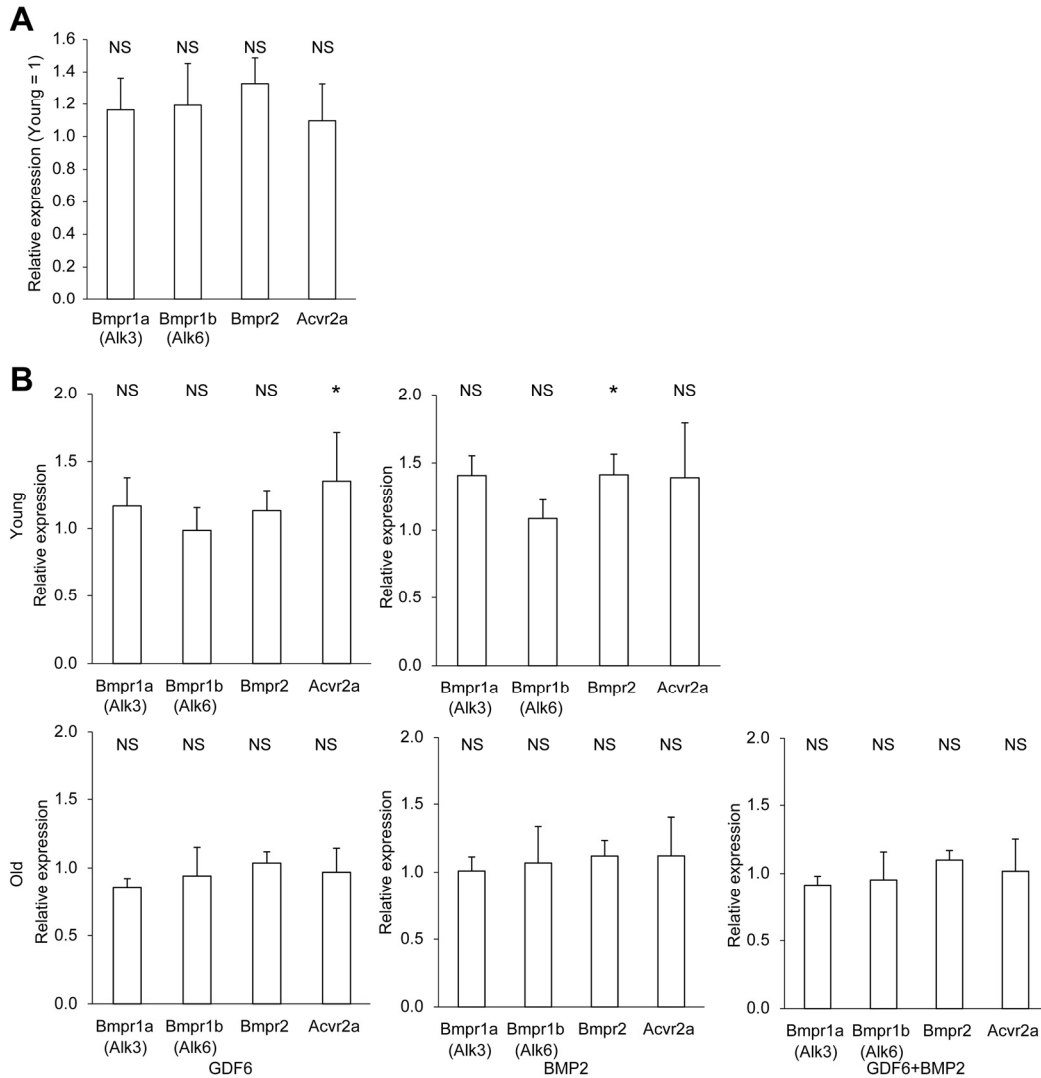 A
Relative expression (Young = 1)
1.6
1.4
1.2
1.0
0.8
0.6
0.4
0.2
0.0
NS NS NS NS
Bmpr1a Bmpr1b Bmpr2 Acvr2a
(Alk3) (Alk6)
B
Young
Relative expression
2.0
1.5
1.0
0.5
0.0
NS NS NS *
Bmpr1a Bmpr1b Bmpr2 Acvr2a
(Alk3) (Alk6)
Relative expression
2.0
1.5
1.0
0.5
0.0
NS NS * NS
Bmpr1a Bmpr1b Bmpr2 Acvr2a
(Alk3) (Alk6)
Old
Relative expression
2.0
1.5
1.0
0.5
0.0
NS NS NS NS
Bmpr1a Bmpr1b Bmpr2 Acvr2a
(Alk3) (Alk6)
GDF6
Relative expression
2.0
1.5
1.0
0.5
0.0
NS NS NS NS
Bmpr1a Bmpr1b Bmpr2 Acvr2a
(Alk3) (Alk6)
BMP2
Relative expression
2.0
1.5
1.0
0.5
0.0
NS NS NS NS
Bmpr1a Bmpr1b Bmpr2 Acvr2a
(Alk3) (Alk6)
GDF6+BMP2